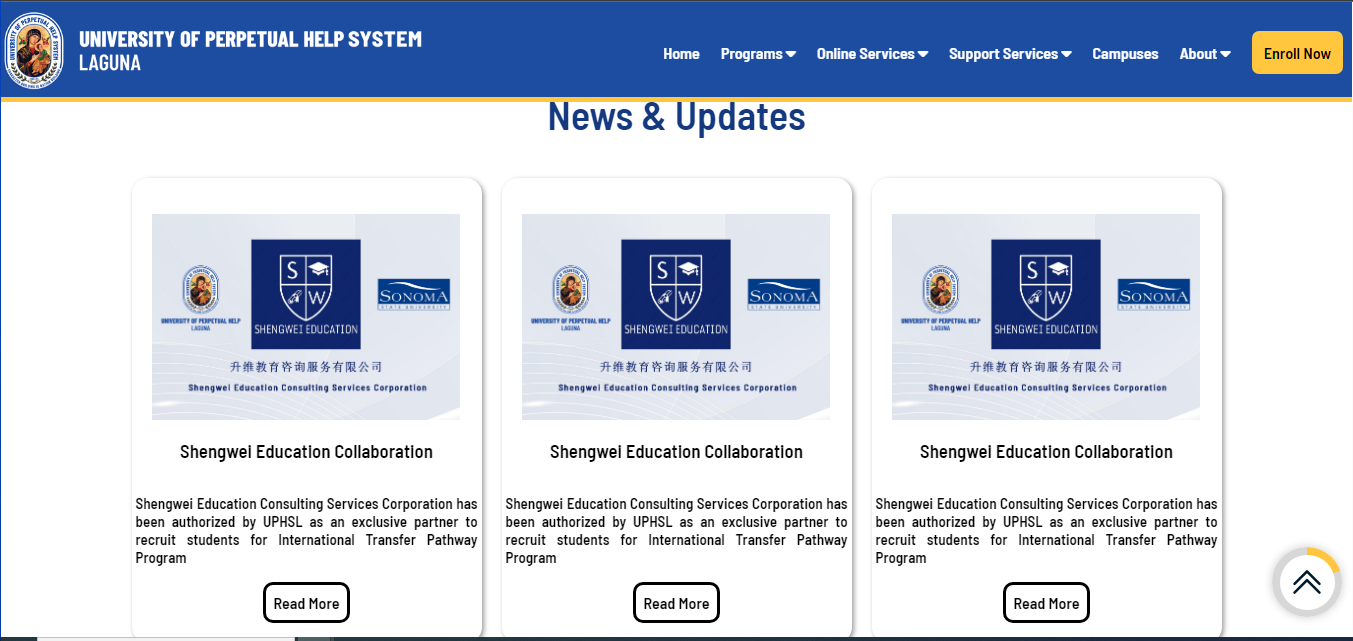 UNIVERSITY OF PERPETUAL HELP SYSTEM
LAGUNA
Home Programs Online Services Support Services Campuses About Enroll Now
News & Updates
UNIVERSITY OF PERPETUAL HELP
LAGUNA
S
W
SHENGWEI EDUCATION
SONOMA
STATE UNIVERSITY
升维教育咨询服务有限公司
Shengwei Education Consulting Services Corporation
Shengwei Education Collaboration
Shengwei Education Consulting Services Corporation has
been authorized by UPHSL as an exclusive partner to
recruit students for International Transfer Pathway
Program
Read More
UNIVERSITY OF PERPETUAL HELP
LAGUNA
S
W
SHENGWEI EDUCATION
SONOMA
STATE UNIVERSITY
升维教育咨询服务有限公司
Shengwei Education Consulting Services Corporation
Shengwei Education Collaboration
Shengwei Education Consulting Services Corporation has
been authorized by UPHSL as an exclusive partner to
recruit students for International Transfer Pathway
Program
Read More
UNIVERSITY OF PERPETUAL HELP
LAGUNA
S
W
SHENGWEI EDUCATION
SONOMA
STATE UNIVERSITY
升维教育咨询服务有限公司
Shengwei Education Consulting Services Corporation
Shengwei Education Collaboration
Shengwei Education Consulting Services Corporation has
been authorized by UPHSL as an exclusive partner to
recruit students for International Transfer Pathway
Program
Read More